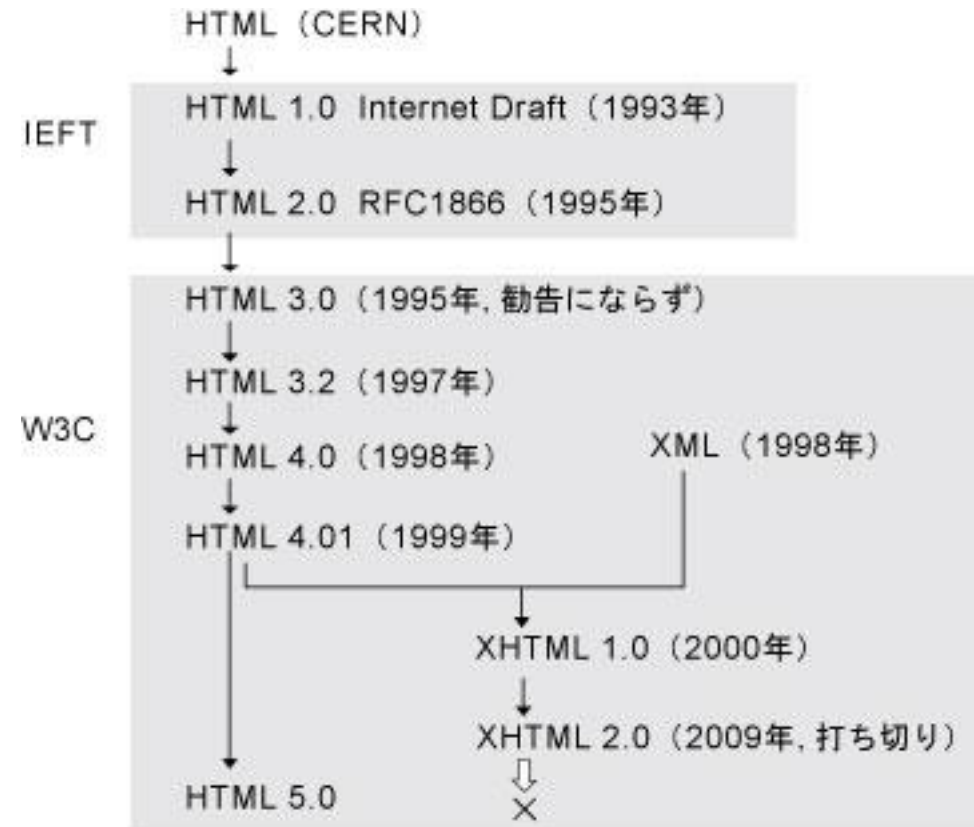 HTML（CERN）
HTML 1.0 Internet Draft（1993年）
IEFT
HTML 2.0 RFC1866（1995年）
HTML 3.0（1995年, 勧告にならず）
HTML 3.2（1997年）
W3C
HTML 4.0（1998年）
XML（1998年）
HTML 4.01（1999年）
XHTML 1.0（2000年）
XHTML 2.0（2009年, 打ち切り）
HTML 5.0
×